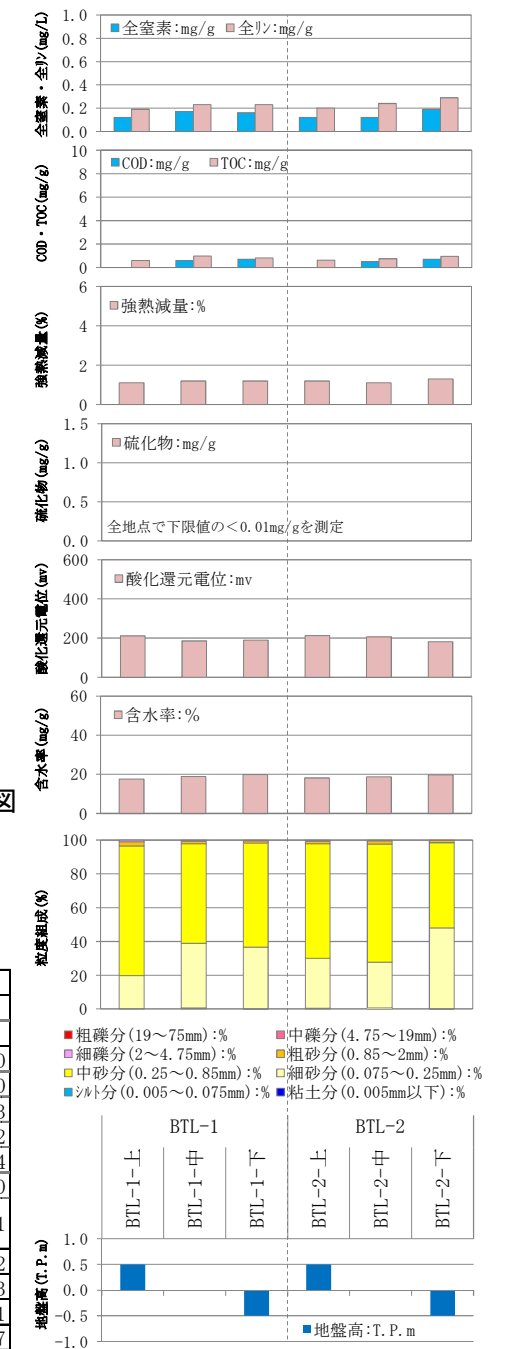 全窒素・全リン(mg/L)
1.0
0.8
0.6
0.4
0.2
0.0
■全窒素:mg/g ■全リン:mg/g
COD・TOC(mg/g)
10
8
6
4
2
0
■COD:mg/g ■TOC:mg/g
強熱減量(%)
6
4
2
0
■強熱減量:%
硫化物(mg/g)
1.5
1.0
0.5
0.0
■硫化物:mg/g
全地点で下限値の<0.01mg/gを測定
酸化還元電位(mv)
600
400
200
0
■酸化還元電位:mv
含水率(mg/g)
60
40
20
0
■含水率:%
図
粒度組成(%)
100
80
60
40
20
0
■粗礫分(19～75mm):% ■中礫分(4.75～19mm):%
■細礫分(2～4.75mm):% ■粗砂分(0.85～2mm):%
■中砂分(0.25～0.85mm):% ■細砂分(0.075～0.25mm):%
■シルト分(0.005～0.075mm):% ■粘土分(0.005mm以下):%
BTL-1 BTL-2
BTL-1-上
BTL-1-中
BTL-1-下
BTL-2-上
BTL-2-中
BTL-2-下
地盤高(T.P.m)
1.0
0.5
0.0
-0.5
-1.0
■地盤高:T.P.m